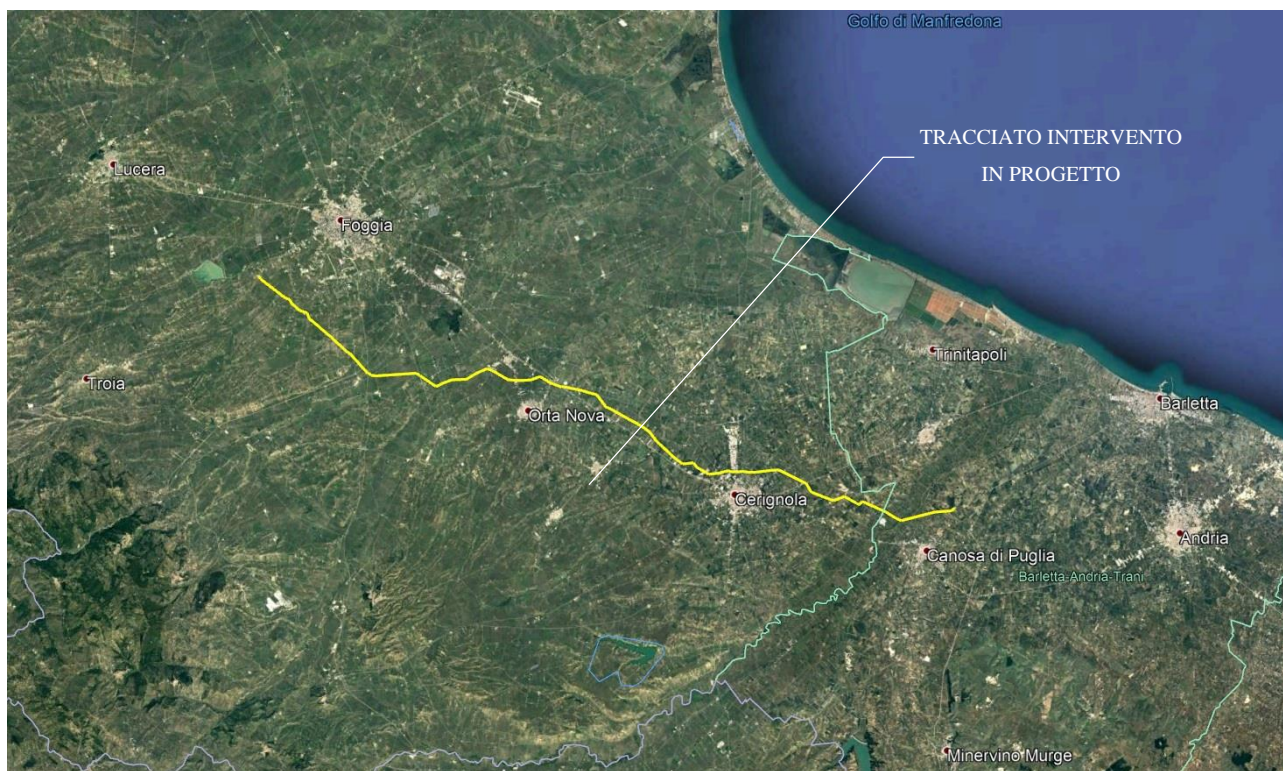 Golfo di Manfredona
TRACCIATO INTERVENTO
IN PROGETTO
Lucera
Foggia
Trinitapoli
Troia
Barletta
Orta Nova
Cerignola
Andria
Canosa di Puglia
Barletta-Andria-Trani
Minervino Murge